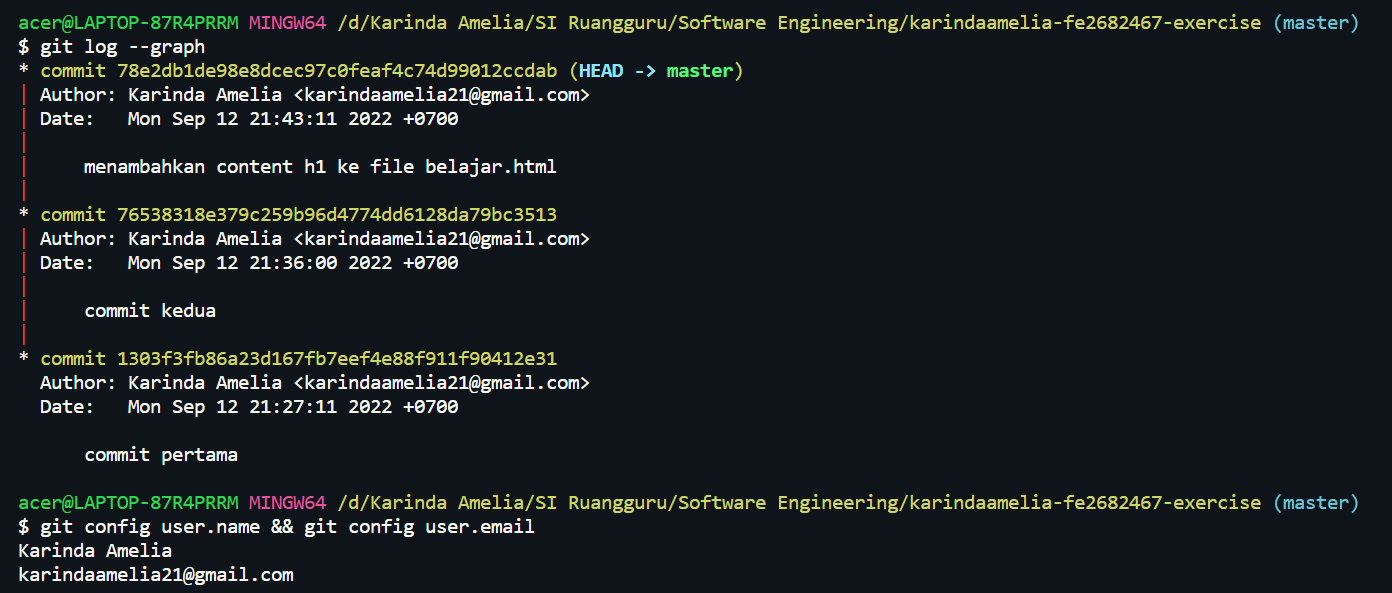 acer@LAPTOP-87R4PRRM MINGW64 /d/Karinda Amelia/SI Ruangguru/Software Engineering/karindaamelia-fe2682467-exercise (master)
$ git log --graph
* commit 78e2db1de98e8dcec97c0feaf4c74d99012ccdab (HEAD -> master)
| Author: Karinda Amelia <karindaamelia21@gmail.com>
| Date:   Mon Sep 12 21:43:11 2022 +0700
|
|     menambahkan content h1 ke file belajar.html
|
* commit 76538318e379c259b96d4774dd6128da79bc3513
| Author: Karinda Amelia <karindaamelia21@gmail.com>
| Date:   Mon Sep 12 21:36:00 2022 +0700
|
|     commit kedua
|
* commit 1303f3fb86a23d167fb7eef4e88f911f90412e31
  Author: Karinda Amelia <karindaamelia21@gmail.com>
  Date:   Mon Sep 12 21:27:11 2022 +0700

      commit pertama

acer@LAPTOP-87R4PRRM MINGW64 /d/Karinda Amelia/SI Ruangguru/Software Engineering/karindaamelia-fe2682467-exercise (master)
$ git config user.name && git config user.email
Karinda Amelia
karindaamelia21@gmail.com